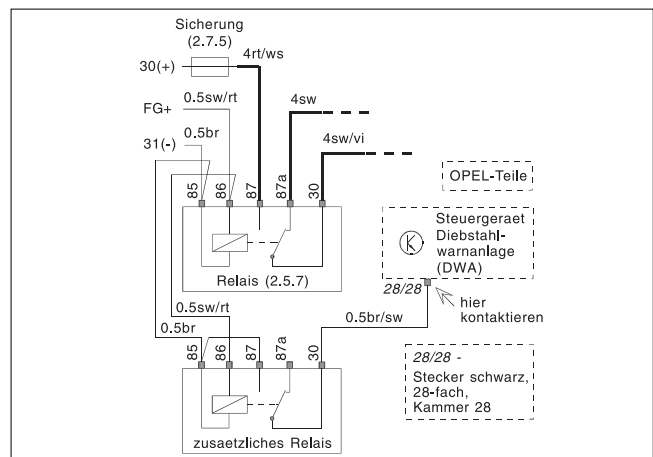 Sicherung
(2.7.5)
30(+)
4rt/ws
FG+
0.5sw/rt
4sw
31(-)
0.5br
4sw/vi
85
86
87
87a
30
OPEL-Teile
Relais (2.5.7)
Steuergeraet
Diebstahl-
warnanlage
(DWA)
28/28
hier
kontaktieren
0.5sw/rt
0.5br
0.5br/sw
85
86
87
87a
30
zusaetzliches Relais
28/28 -
Stecker schwarz,
28-fach,
Kammer 28